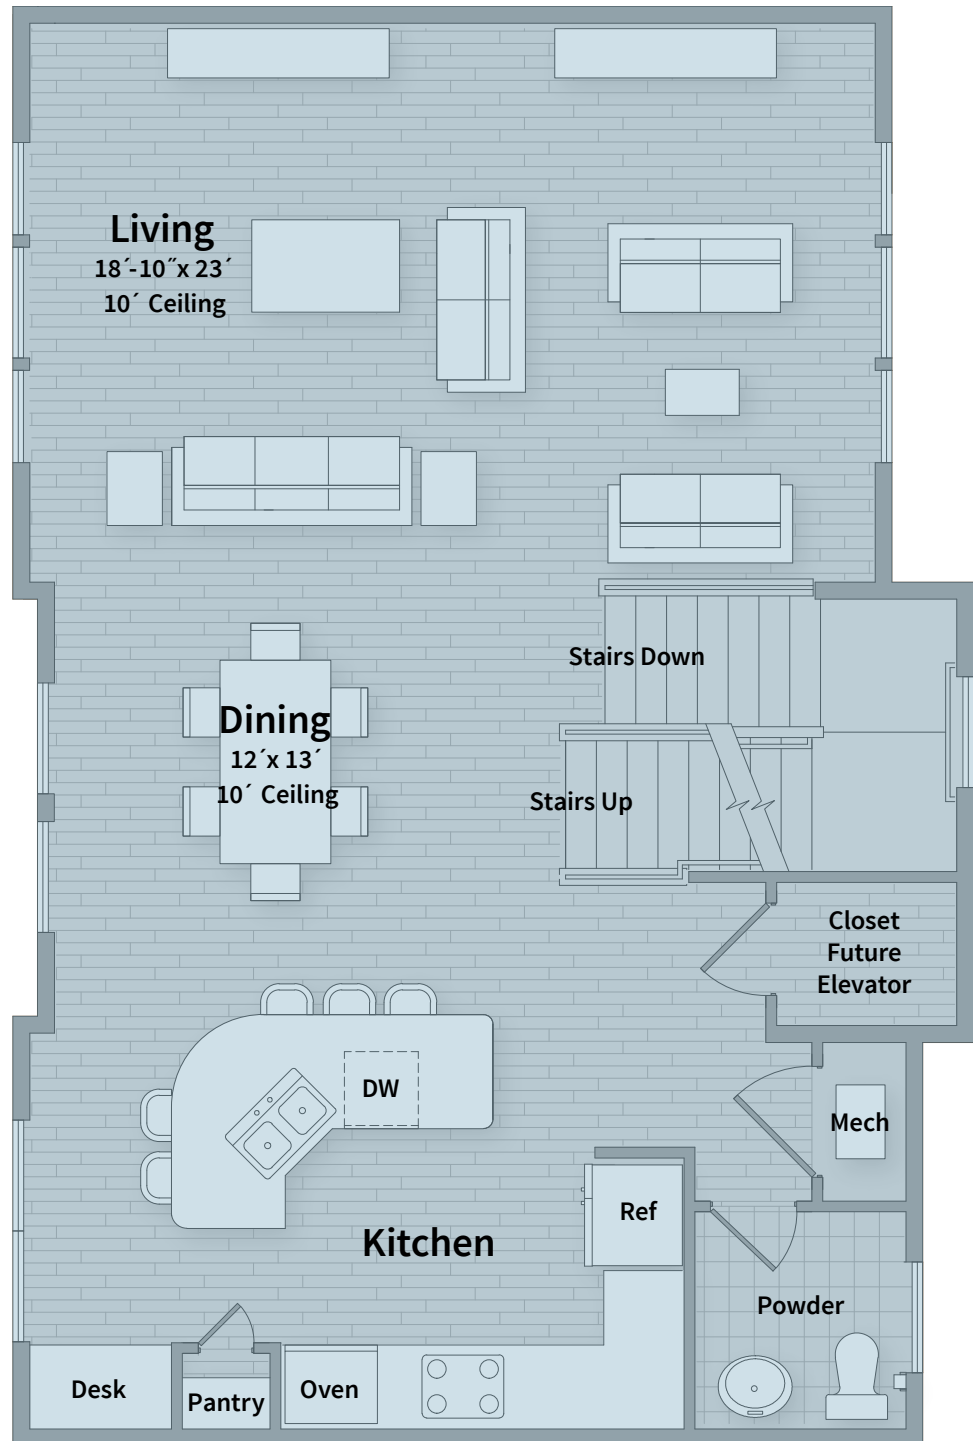 Living
18´-10˝x 23´
10´ Ceiling
Stairs Down
Dining
12´x 13´
10´ Ceiling
Stairs Up
Closet
Future
Elevator
DW
Mech
Ref
Kitchen
Powder
Desk
Pantry
Oven